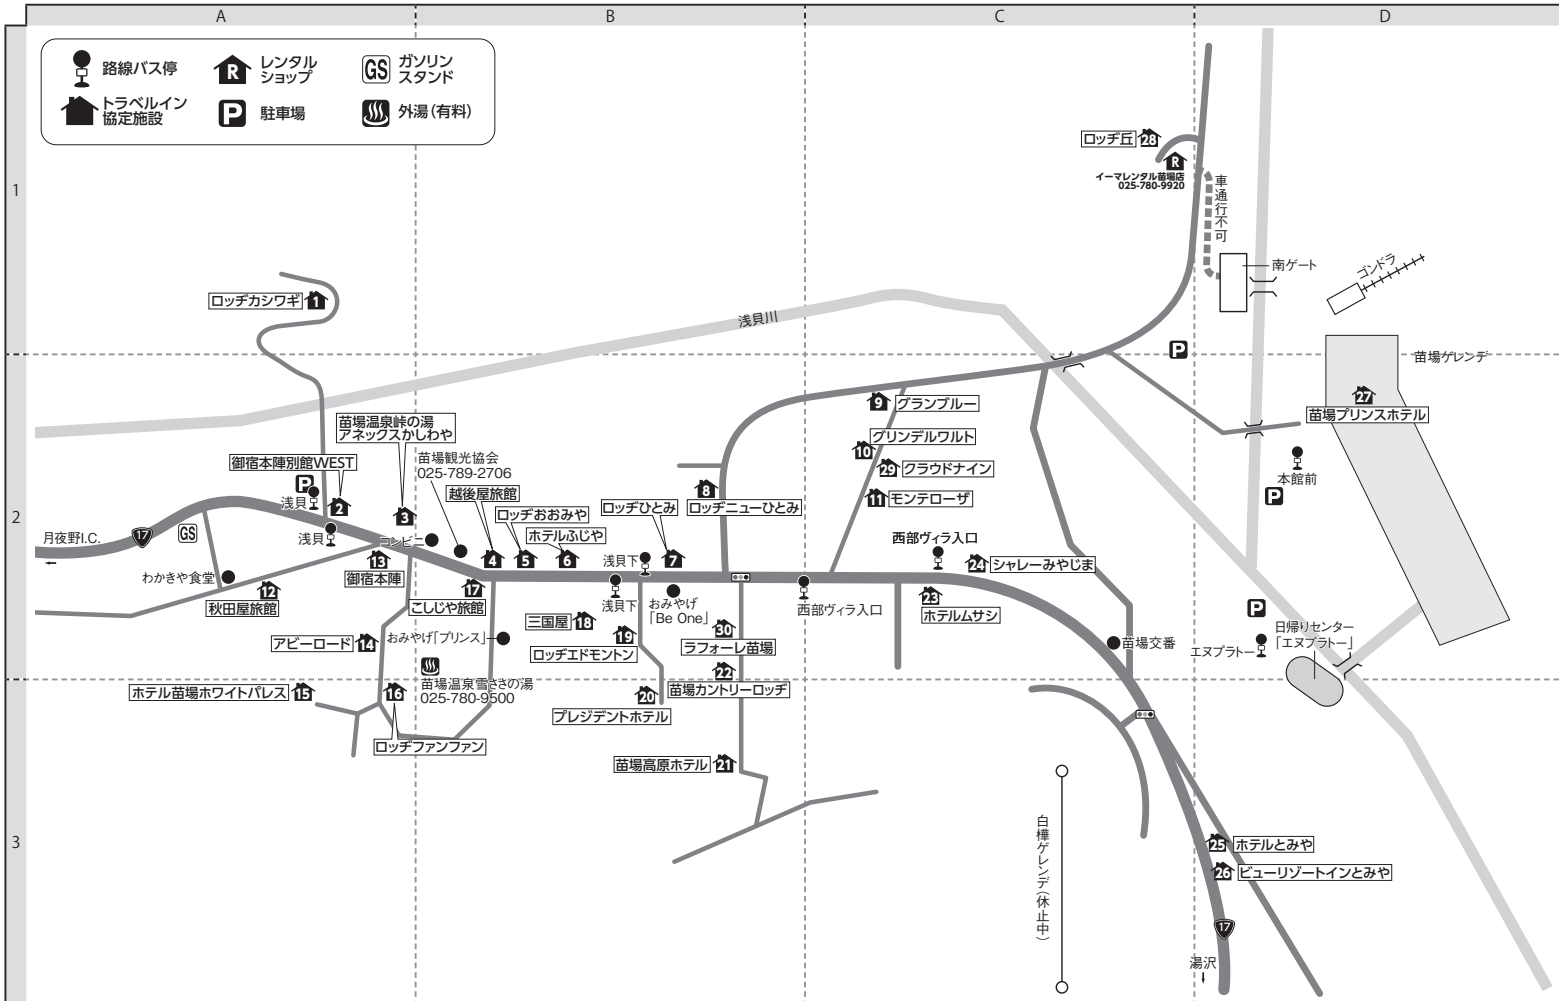 A
B
C
D
1
2
3
路線バス停
R
レンタル
ショップ
GS
ガソリン
スタンド
トラベルイン
協定施設
P
駐車場
外湯(有料)
ロッヂ丘
28
R
イーマレンタル苗場店
025-780-9920
車通行不可
南ゲート
ゴンドラ
ロッヂカシワギ
1
浅貝川
P
苗場ゲレンデ
27
苗場プリンスホテル
9
グランブルー
苗場温泉峠の湯
アネックスかしわや
グリンデルワルト
10
苗場観光協会
025-789-2706
29
クラウドナイン
御宿本陣別館WEST
本館前
P
P
浅貝
2
3
越後屋旅館
8
ロッヂニューひとみ
11
モンテローザ
ロッヂおおみや
ロッヂひとみ
ホテルふじや
月夜野I.C.
17
GS
浅貝
コンビニ
西部ヴィラ入口
4
5
6
浅貝下
7
24
シャレーみやじま
13
御宿本陣
わかきや食堂
12
秋田屋旅館
17
こしじや旅館
浅貝下
おみやげ
「Be One」
西部ヴィラ入口
23
ホテルムサシ
P
三国屋
18
19
ロッヂエドモントン
30
ラフォーレ苗場
アビーロード
14
おみやげ「プリンス」
苗場交番
エヌプラトー
日帰りセンター
「エヌプラトー」
22
苗場カントリーロッヂ
苗場温泉雪ささの湯
025-780-9500
ホテル苗場ホワイトパレス
15
16
20
プレジデントホテル
ロッヂファンファン
苗場高原ホテル
21
白樺ゲレンデ(休止中)
25
ホテルとみや
26
ビューリゾートインとみや
17
湯沢